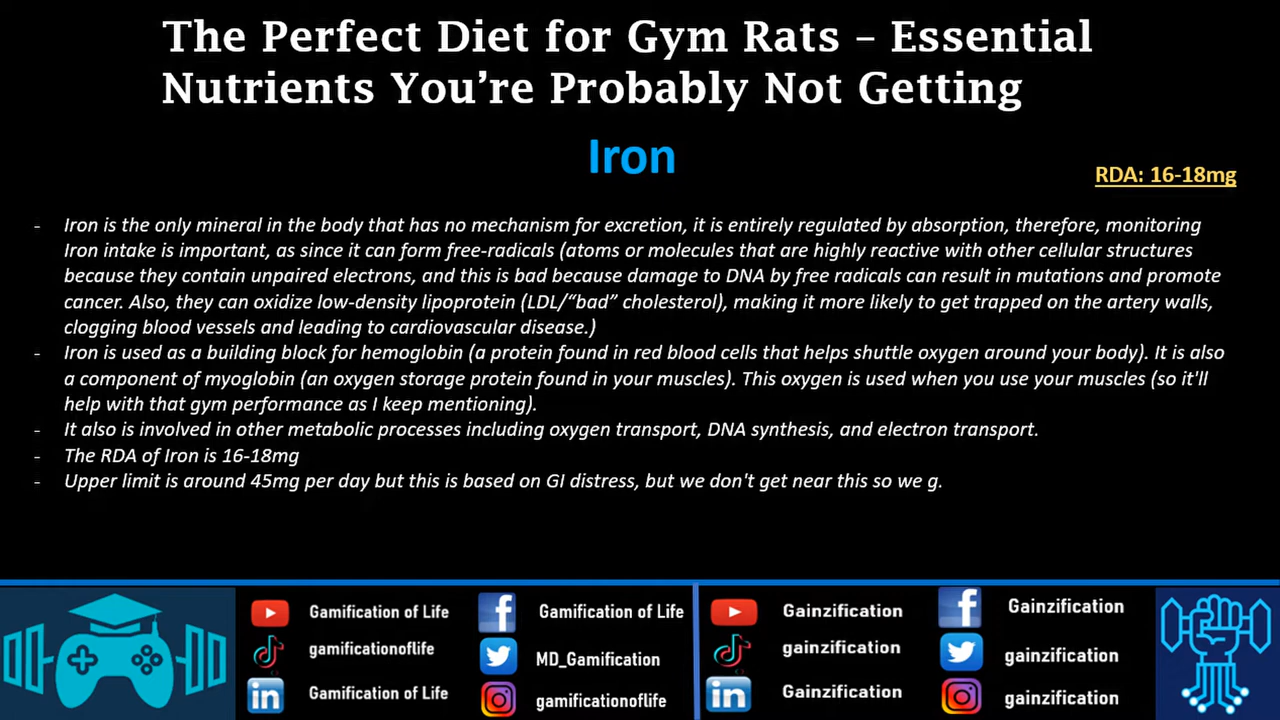 The Perfect Diet for Gym Rats – Essential
Nutrients You’re Probably Not Getting
Iron
RDA: 16-18mg
- Iron is the only mineral in the body that has no mechanism for excretion, it is entirely regulated by absorption, therefore, monitoring
Iron intake is important, as since it can form free-radicals (atoms or molecules that are highly reactive with other cellular structures
because they contain unpaired electrons, and this is bad because damage to DNA by free radicals can result in mutations and promote
cancer. Also, they can oxidize low-density lipoprotein (LDL/“bad” cholesterol), making it more likely to get trapped on the artery walls,
clogging blood vessels and leading to cardiovascular disease.)
- Iron is used as a building block for hemoglobin (a protein found in red blood cells that helps shuttle oxygen around your body). It is also
a component of myoglobin (an oxygen storage protein found in your muscles). This oxygen is used when you use your muscles (so it'll
help with that gym performance as I keep mentioning).
- It also is involved in other metabolic processes including oxygen transport, DNA synthesis, and electron transport.
- The RDA of Iron is 16-18mg
- Upper limit is around 45mg per day but this is based on GI distress, but we don't get near this so we g.
Gamification of Life
gamificationoflife
in Gamification of Life
f Gamification of Life
MD_Gamification
gamificationoflife
Gainzification
gainzification
in Gainzification
f Gainzification
gainzification
gainzification